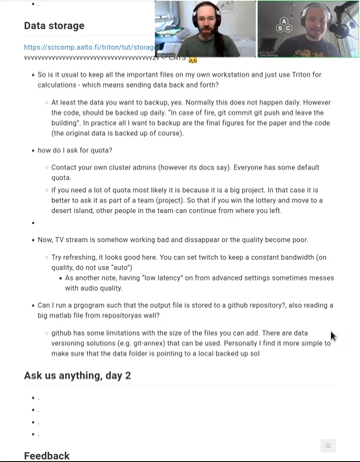 Data storage
https://scicomp.aalto.fi/triton/tut/storag
So is it usual to keep all the important files on my own workstation and just use Triton for
calculations - which means sending data back and forth?
At least the data you want to backup, yes. Normally this does not happen daily. However
the code, should be backed up daily. "In case of fire, git commit git push and leave the
building". In practice all I want to backup are the final figures for the paper and the code
(the original data is backed up of course).
how do I ask for quota?
Contact your own cluster admins (however its docs say). Everyone has some default
quota.
if you need a lot of quota most likely it is because it is a big project. In that case it is
better to ask it as part of a team (project). So that if you win the lottery and move to a
desert island, other people in the team can continue from where you left.
Now, TV stream is somehow working bad and dissappear or the quality become poor.
Try refreshing, it looks good here. You can set twitch to keep a constant bandwidth (on
quality, do not use "auto")
As another note, having "low latency" on from advanced settings sometimes messes
with audio quality.
Can I run a prgogram such that the output file is stored to a github repository?, also reading a
big matlab file from repositoryas well?
github has some limitations with the size of the files you can add. There are data
versioning solutions (e.g. git-annex) that can be used. Personally I find it more simple to
make sure that the data folder is pointing to a local backed up sol
Ask us anything, day 2
.
.
.
.
Feedback